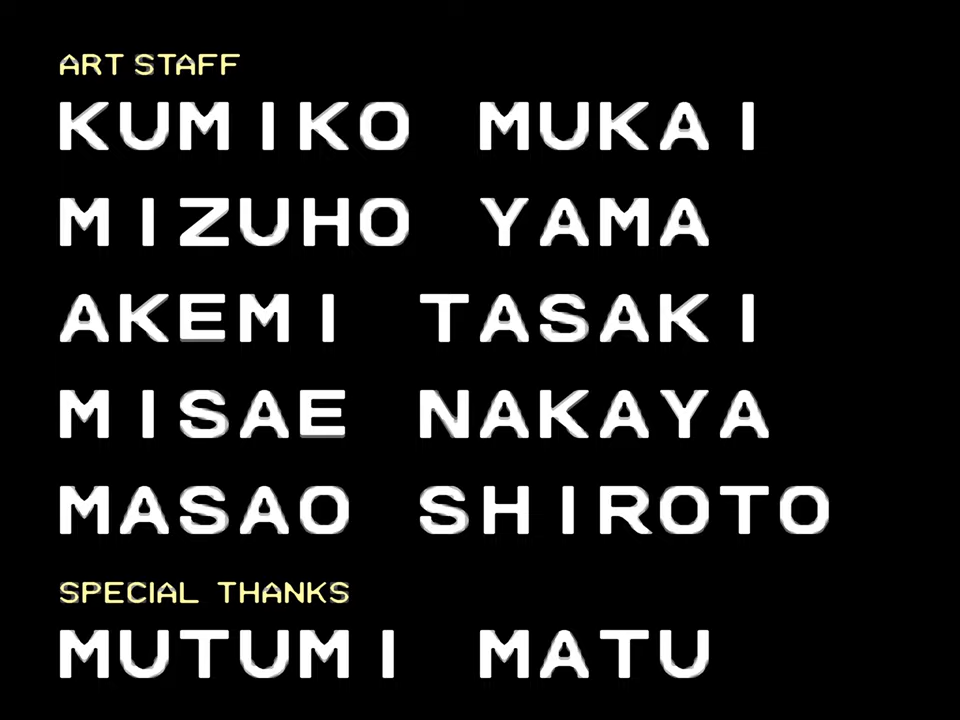 ART STAFF
KUMIKO MUKAI
MIZUHO YAMA
AKEMI TASAKI
MISAE NAKAYA
MASAO SHIROTO
SPECIAL THANKS
MUTUMI MATU